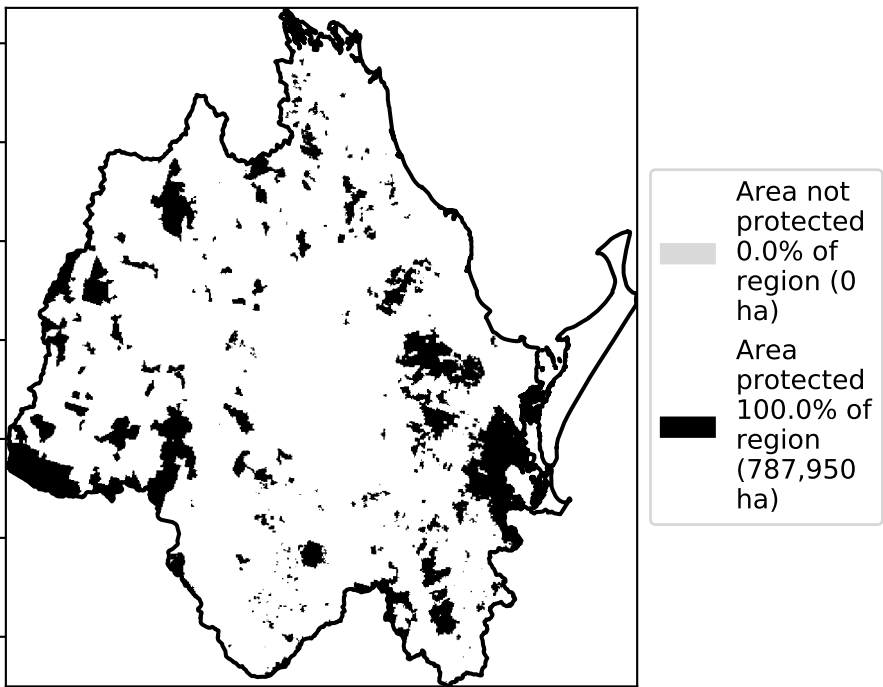 Area not
protected
0.0% of
region (0
ha)
Area
protected
100.0% of
region
(787,950
ha)